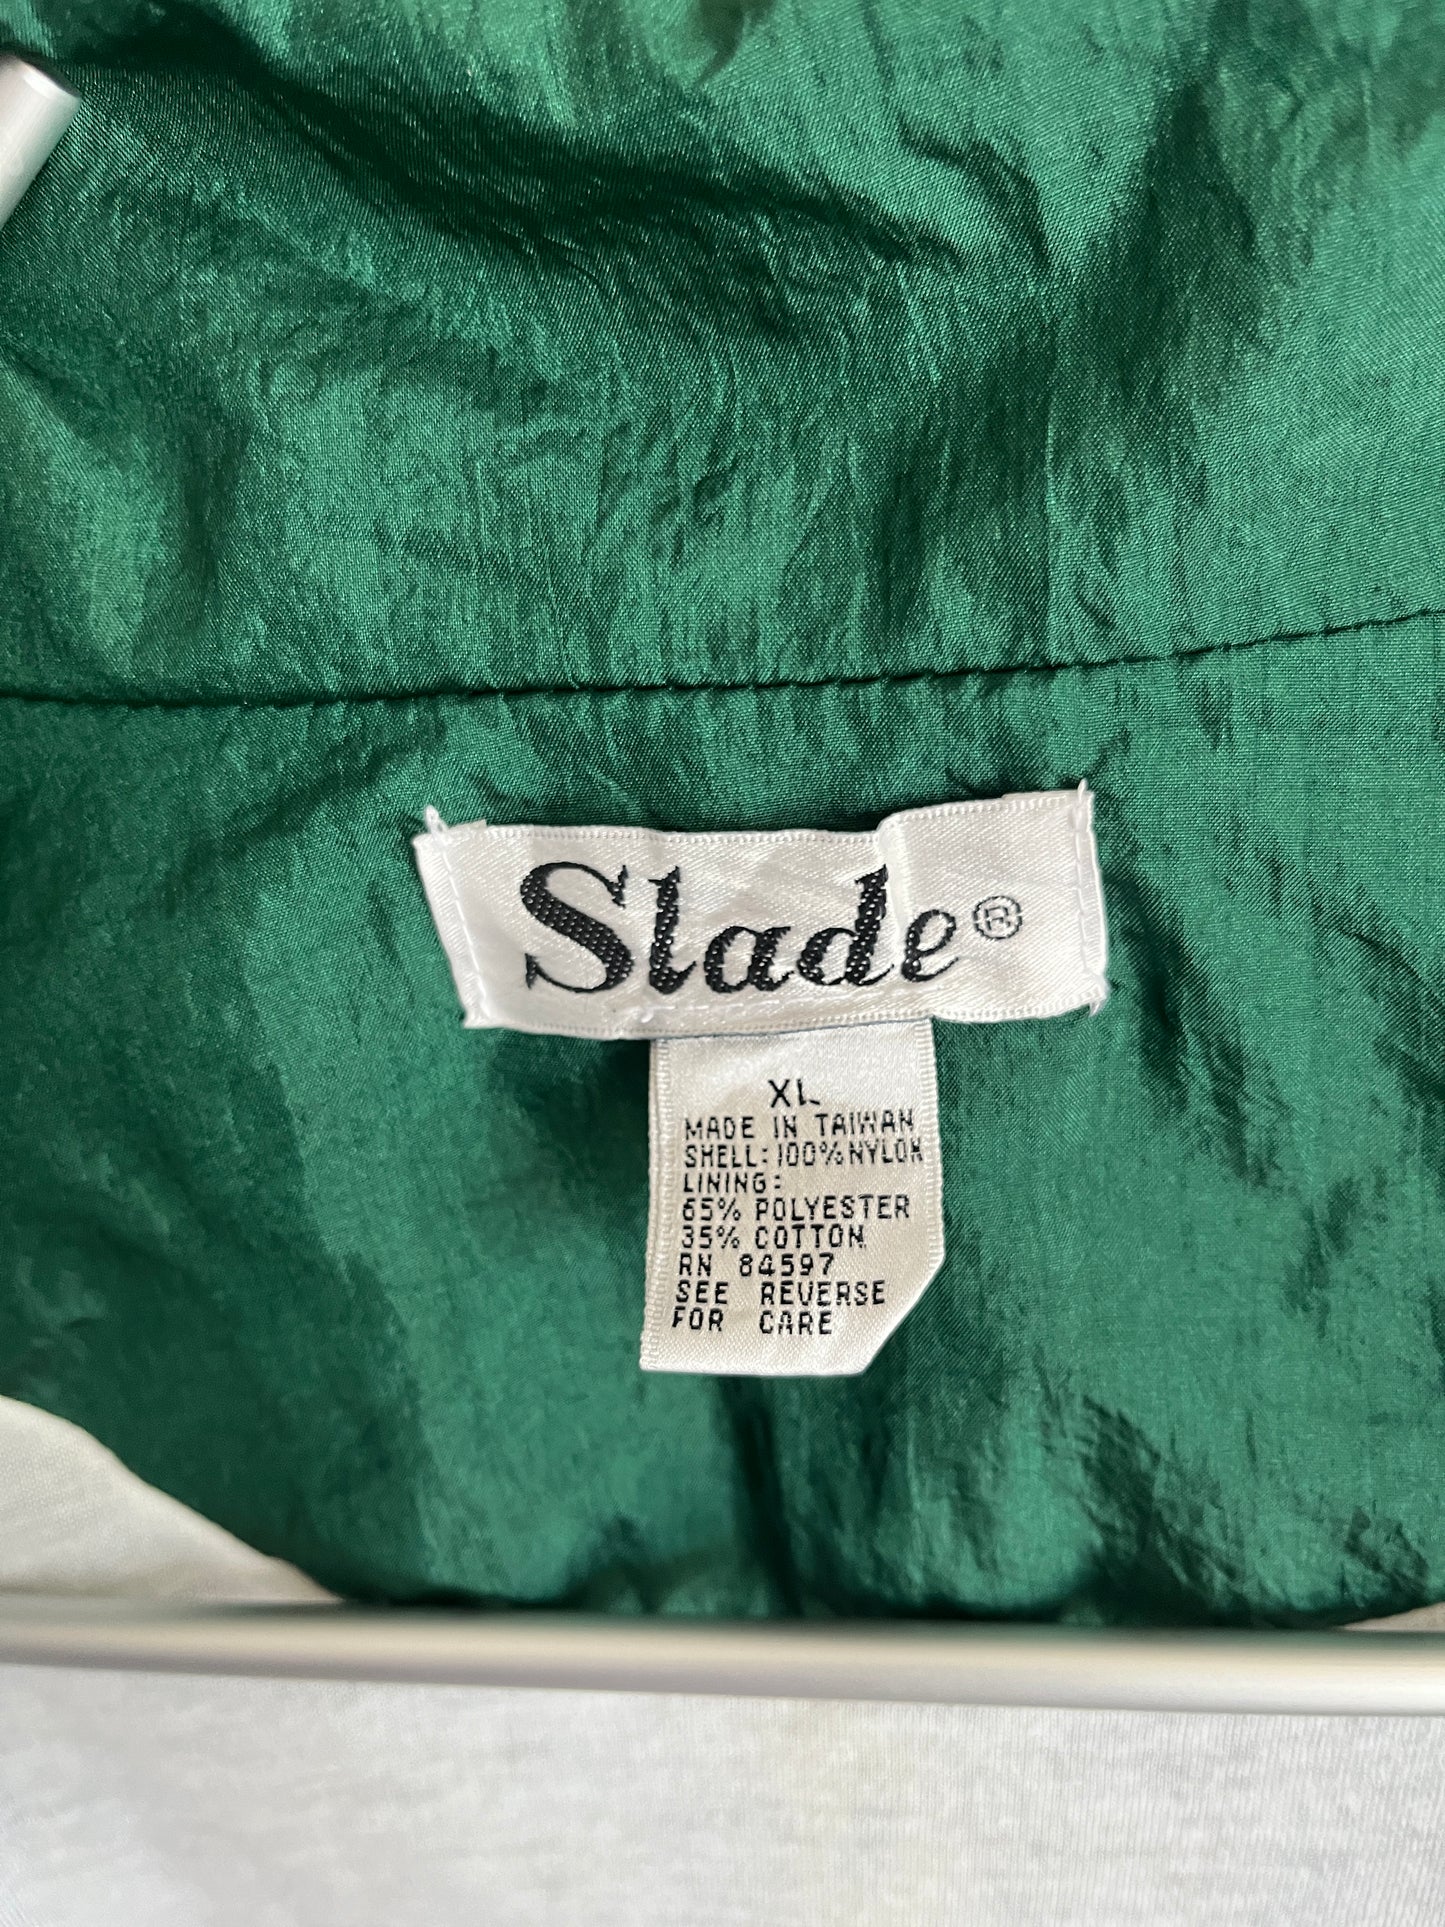 Slade®
XL
MADE IN TAIWAN
SHELL: 100% NYLON
LINING:
65% POLYESTER
35% COTTON
RN 84597
SEE REVERSE
FOR CARE